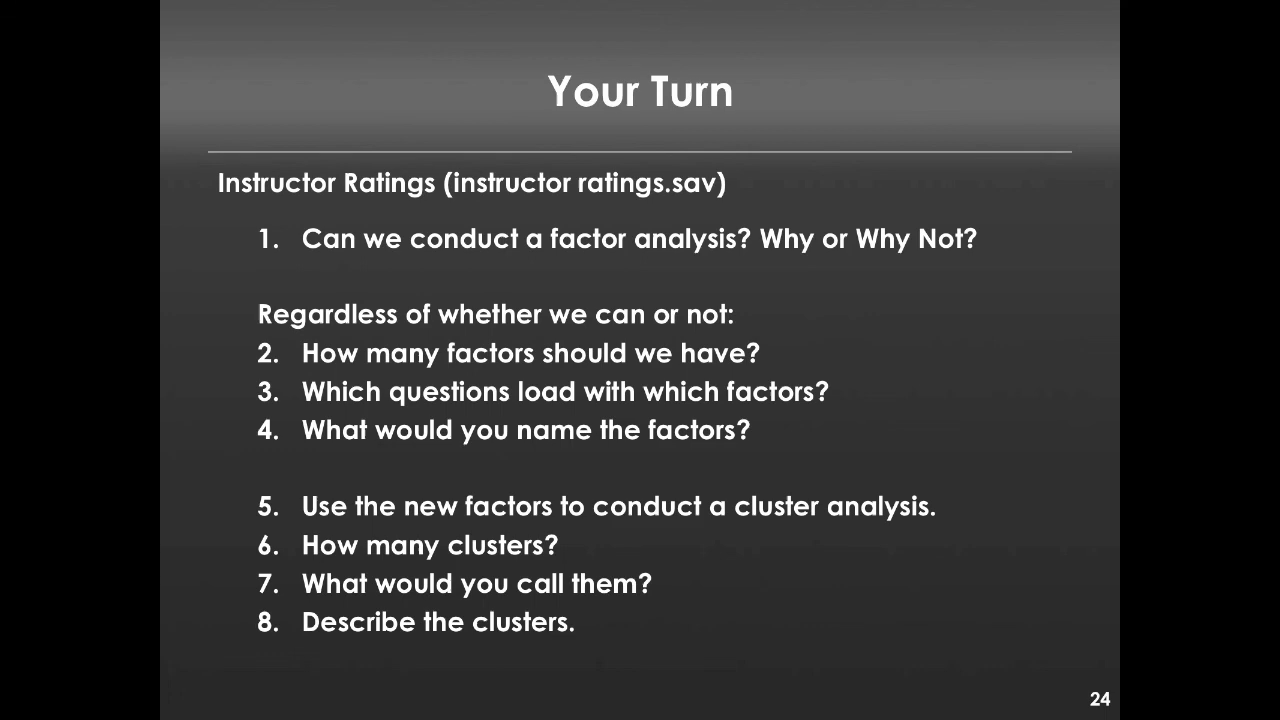 Your Turn
Instructor Ratings (instructor ratings.sav)
1. Can we conduct a factor analysis? Why or Why Not?
Regardless of whether we can or not:
2. How many factors should we have?
3. Which questions load with which factors?
4. What would you name the factors?
5. Use the new factors to conduct a cluster analysis.
6. How many clusters?
7. What would you call them?
8. Describe the clusters.
24